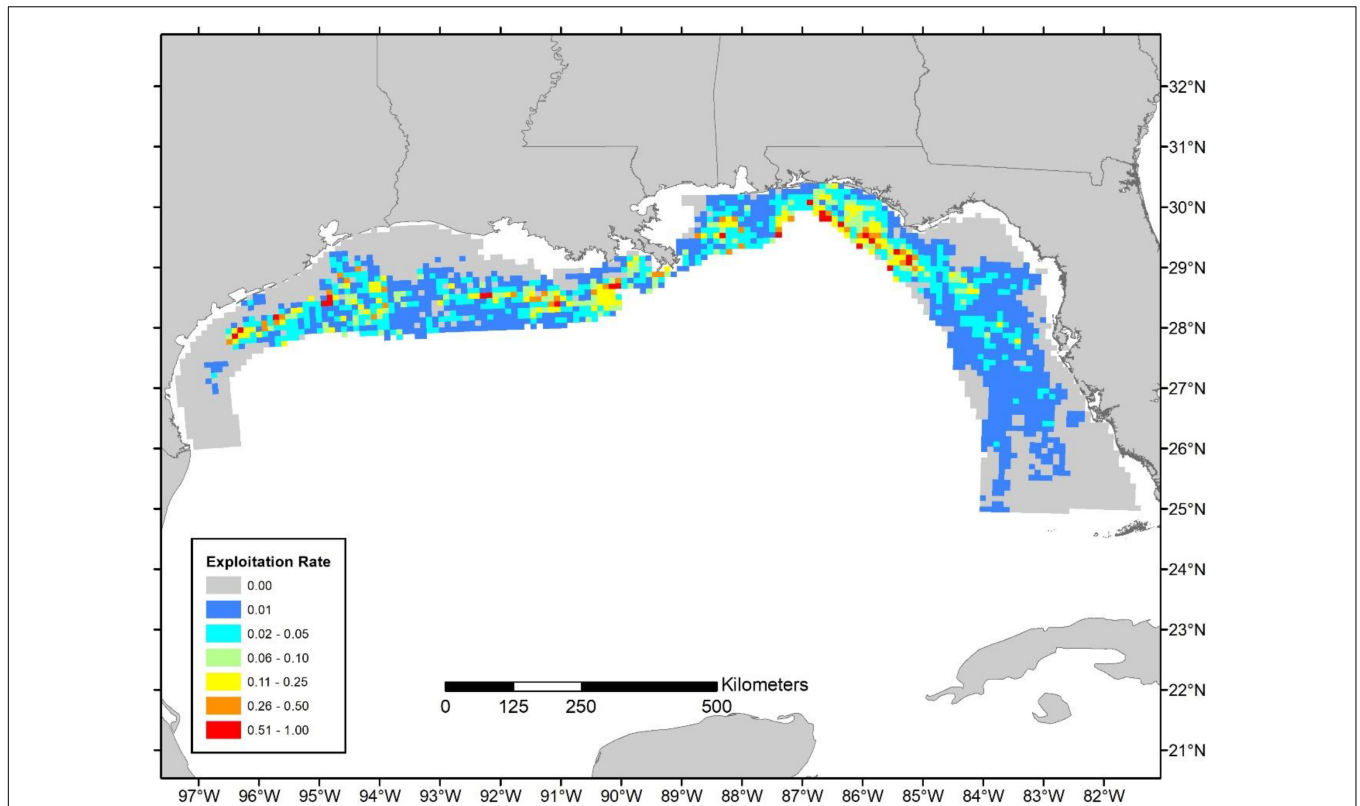 32°N
31°N
30°N
29°N
28°N
27°N
26°N
25°N
24°N
23°N
22°N
21°N
Exploitation Rate
0.00
0.01
0.02 - 0.05
0.06 - 0.10
0.11 - 0.25
0.26 - 0.50
0.51 - 1.00
Kilometers
0 125 250 500
97°W 96°W 95°W 94°W 93°W 92°W 91°W 90°W 89°W 88°W 87°W 86°W 85°W 84°W 83°W 82°W